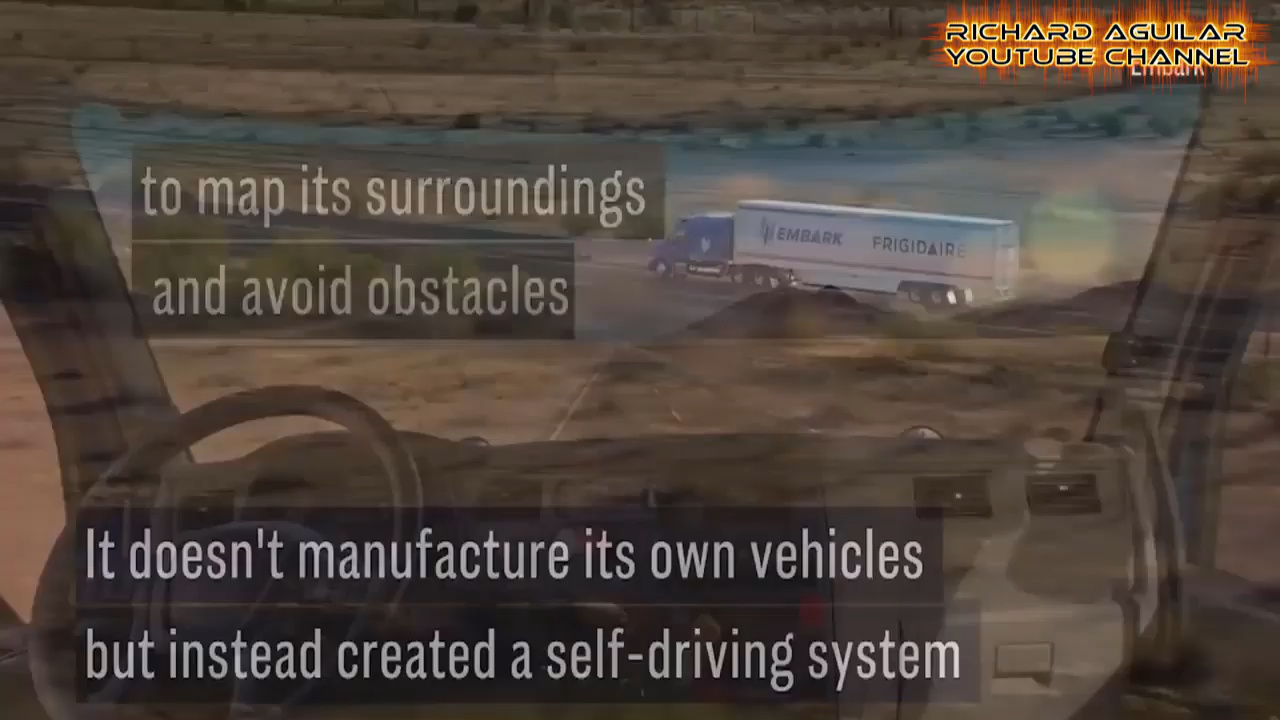 RICHARD AGUILAR
YOUTUBE CHANNEL
Embark
to map its surroundings
and avoid obstacles
EMBARK FRIGIDAIRE
It doesn't manufacture its own vehicles
but instead created a self-driving system